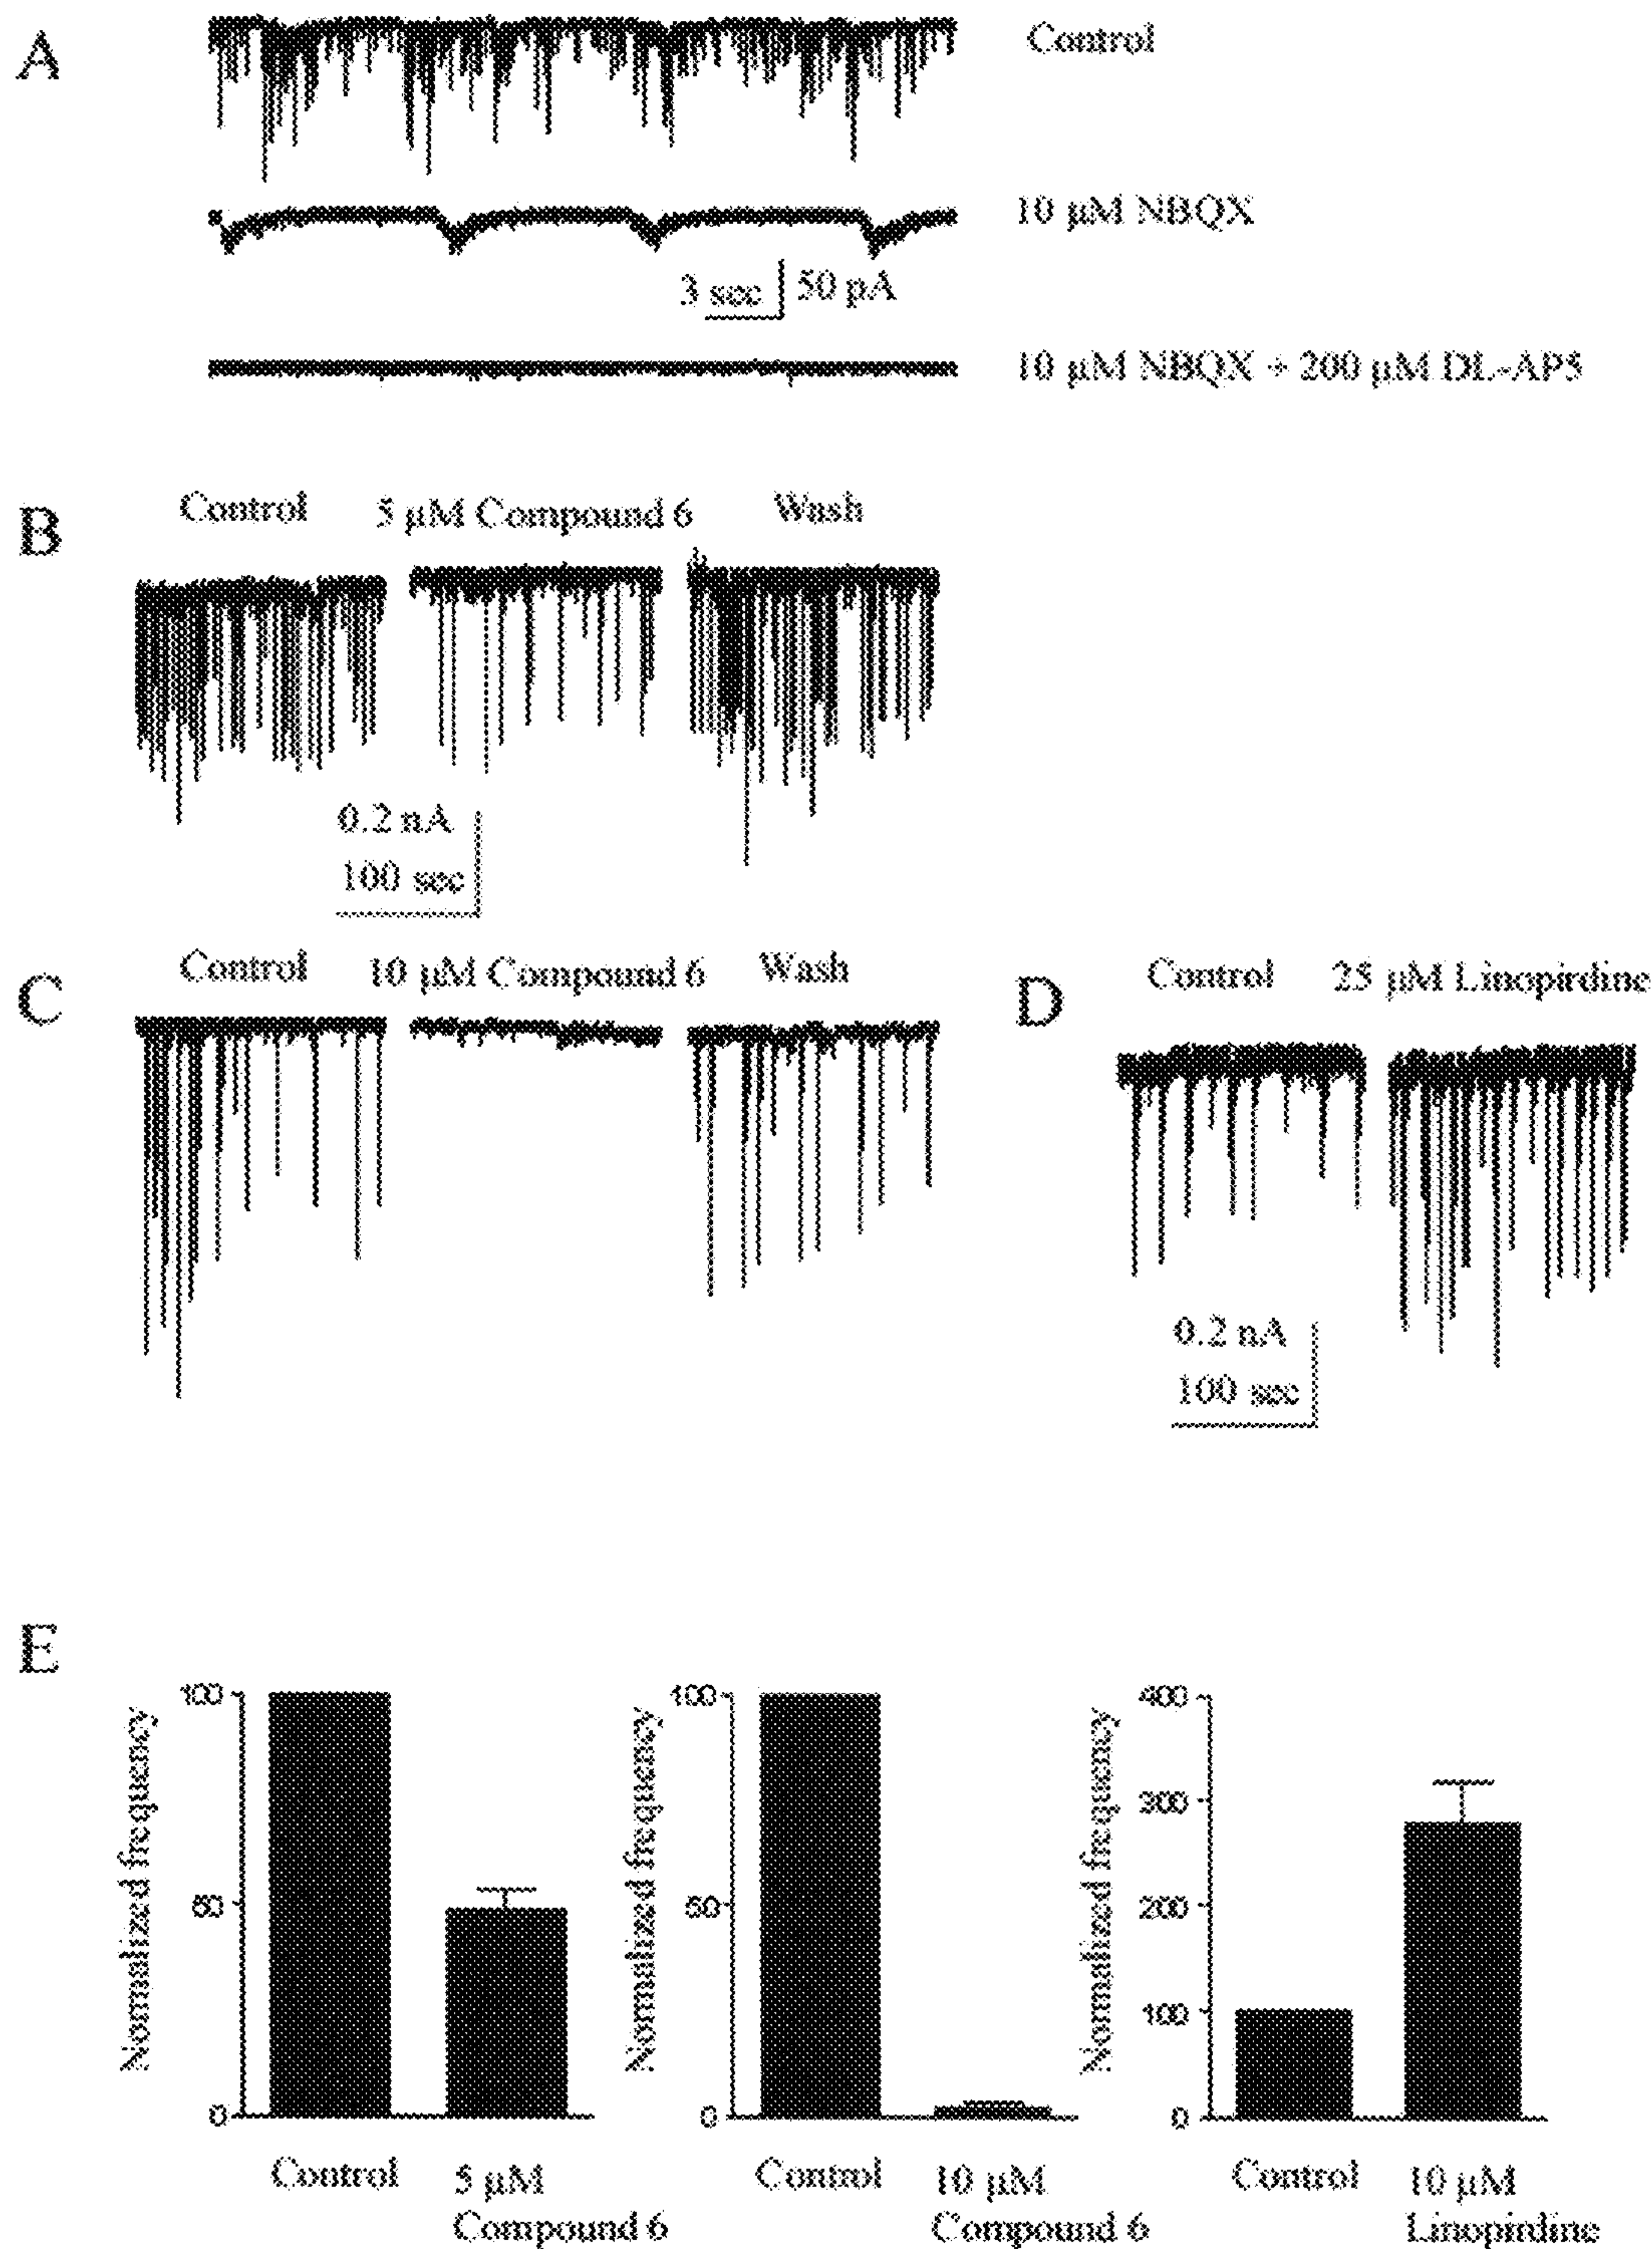 A
Control
10 µM NBQX
3 sec 50 pA
10 µM NBQX + 200 µM DL-AP5
B
Control 5 µM Compound 6 Wash
0.2 nA
100 sec
C
Control 10 µM Compound 6 Wash
D
Control 25 µM Linopirdine
0.2 nA
100 sec
E
Normalized frequency
100
50
0
Control 5 µM
Compound 6
Normalized frequency
100
50
0
Control 10 µM
Compound 6
Normalized frequency
400
300
200
100
0
Control 10 µM
Linopirdine